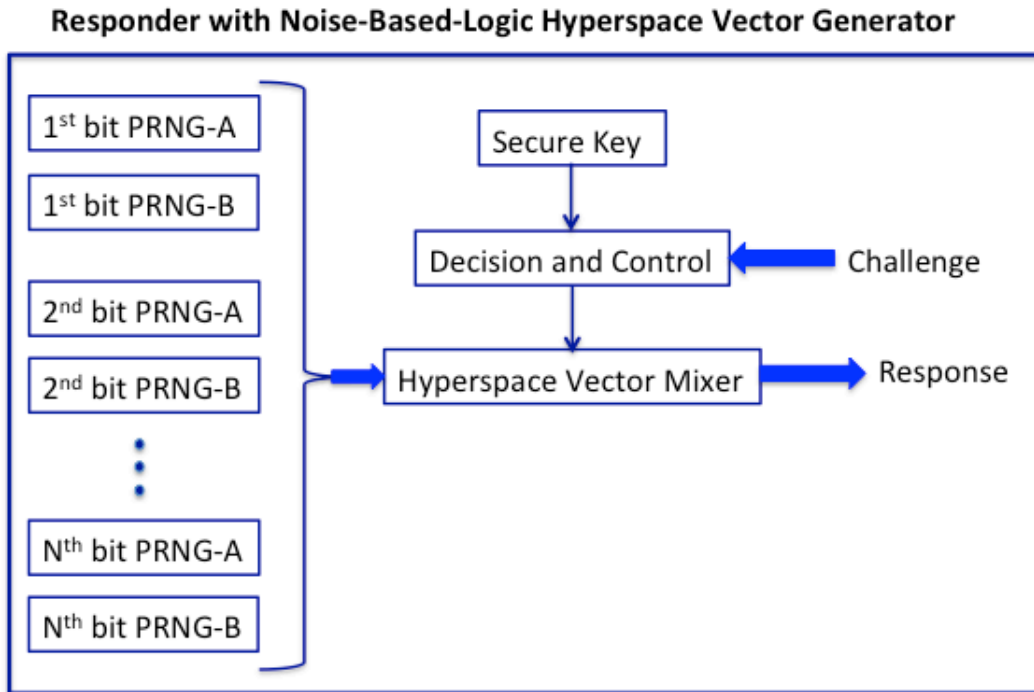 Responder with Noise-Based-Logic Hyperspace Vector Generator
1st bit PRNG-A
1st bit PRNG-B
2nd bit PRNG-A
2nd bit PRNG-B
Nth bit PRNG-A
Nth bit PRNG-B
Secure Key
Decision and Control
Challenge
Hyperspace Vector Mixer
Response